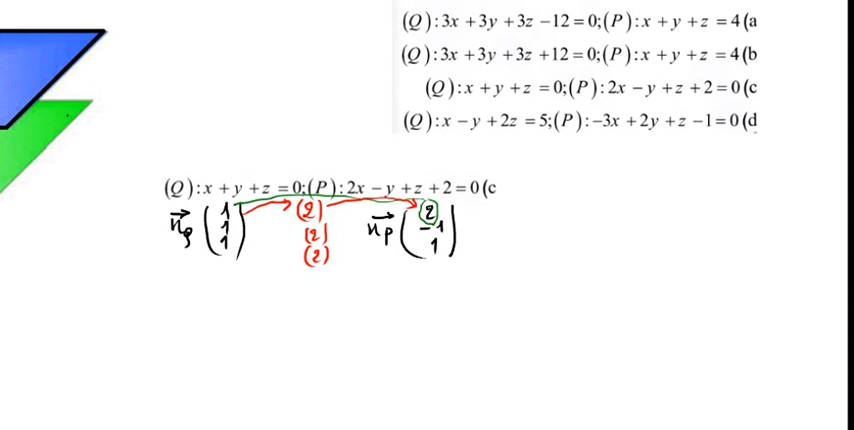 (Q):3x+3y+3z−12=0;(P):x+y+z=4(a
(Q):3x+3y+3z+12=0;(P):x+y+z=4(b
(Q):x+y+z=0;(P):2x−y+z+2=0(c
(Q):x−y+2z=5;(P):−3x+2y+z−1=0(d
(Q):x+y+z=0;(P):2x−y+z+2=0(c
n⃗Q (1 (2) n⃗P (2
1 (2) −1
1) (2) 1)